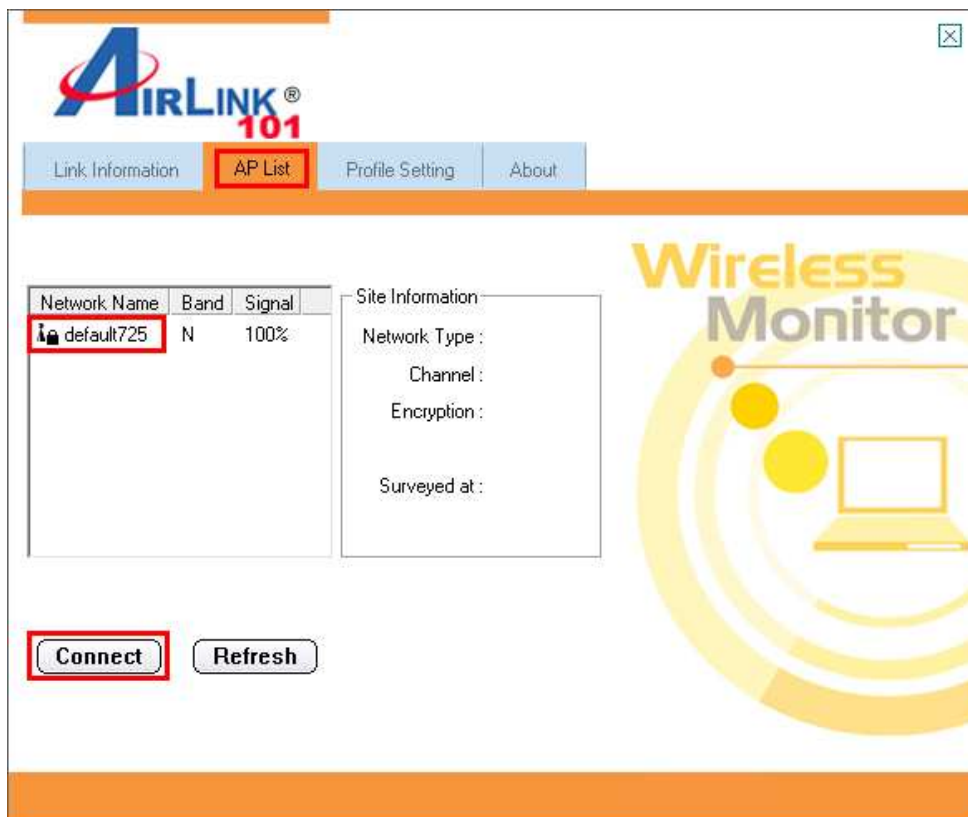 AIRLINK ®
101
Link Information AP List Profile Setting About
Wireless
Monitor
Network Name Band Signal
default725 N 100%
Site Information
Network Type :
Channel :
Encryption :
Surveyed at :
Connect Refresh